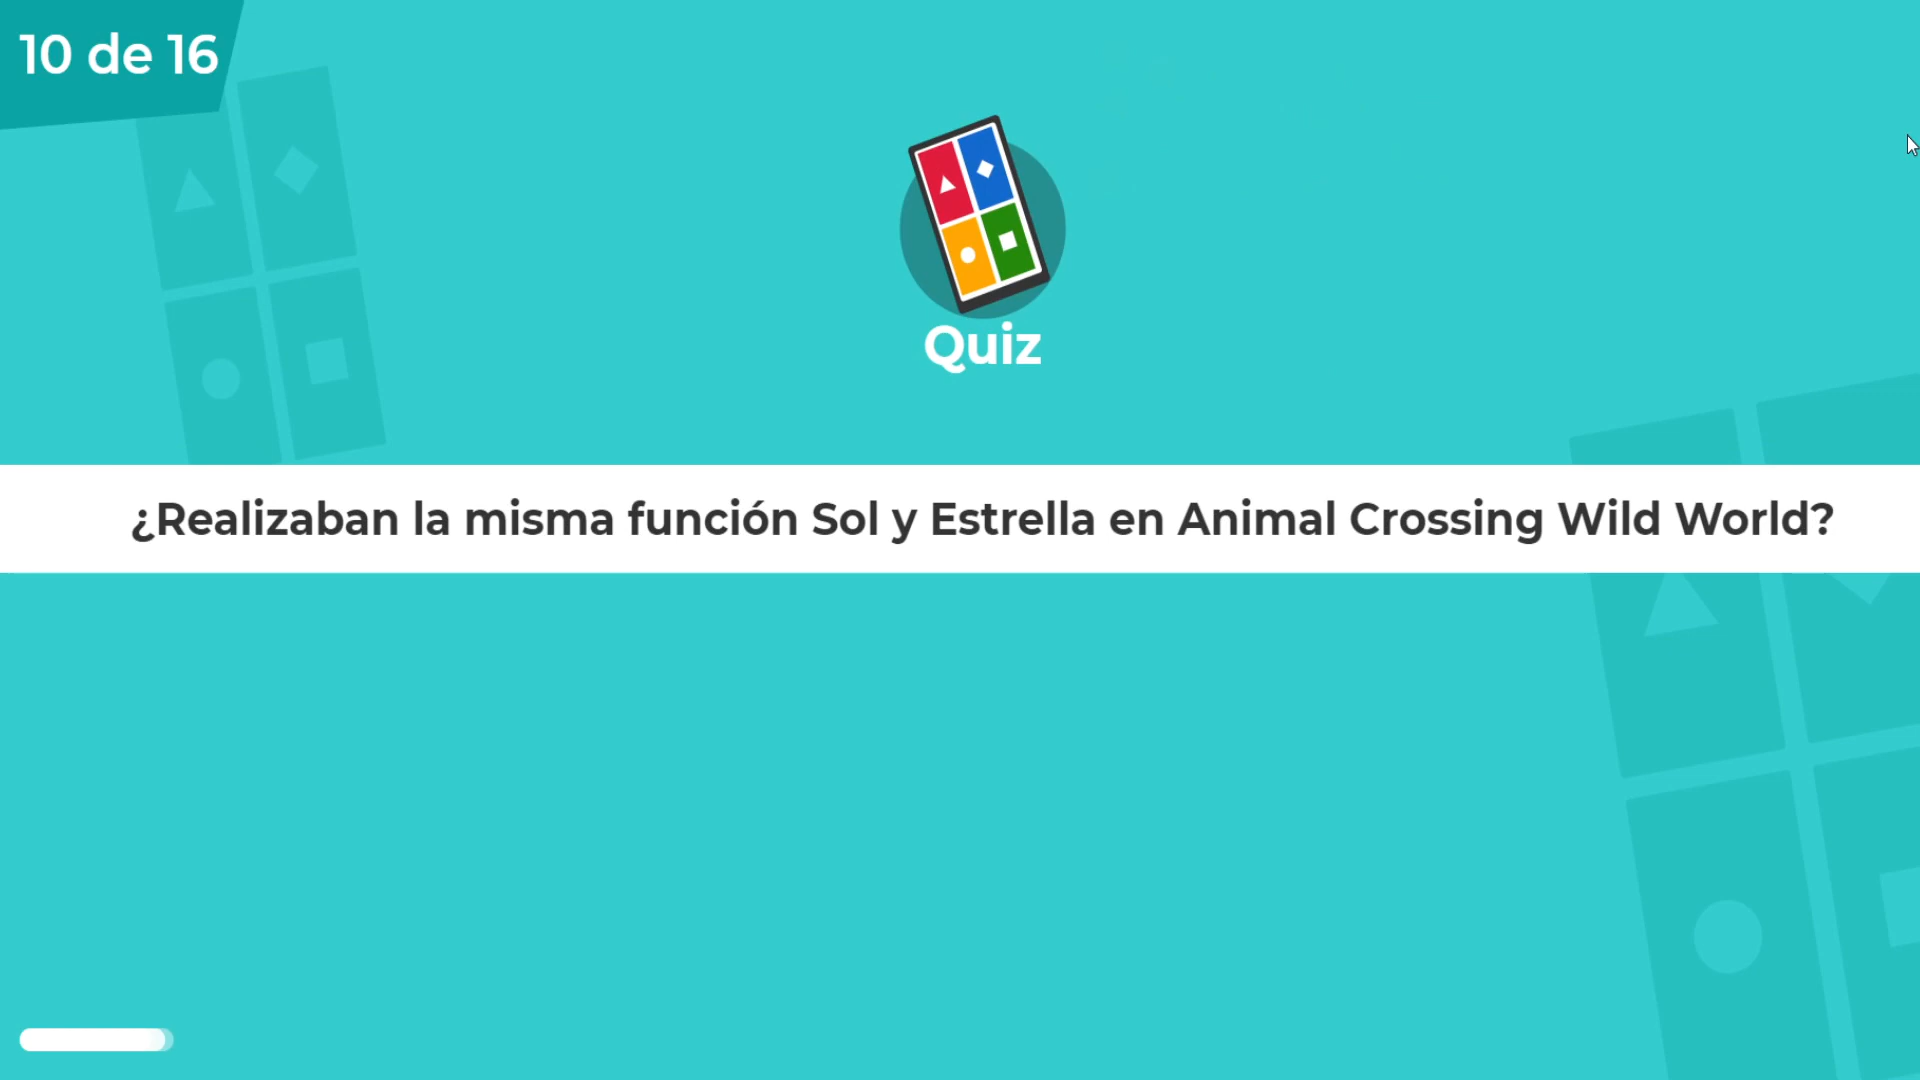 10 de 16
Quiz
¿Realizaban la misma función Sol y Estrella en Animal Crossing Wild World?